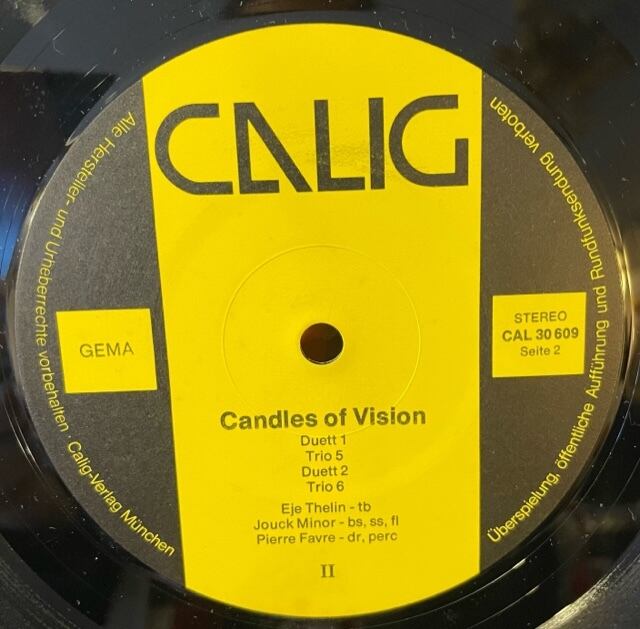 CALIG
Alle Hersteller- und Urheberrechte vorbehalten · Calig-Verlag München
Überspielung, öffentliche Aufführung und Rundfunksendung verboten
GEMA
STEREO
CAL 30 609
Seite 2
Candles of Vision
Duett 1
Trio 5
Duett 2
Trio 6
Eje Thelin - tb
Jouck Minor - bs, ss, fl
Pierre Favre - dr, perc
II